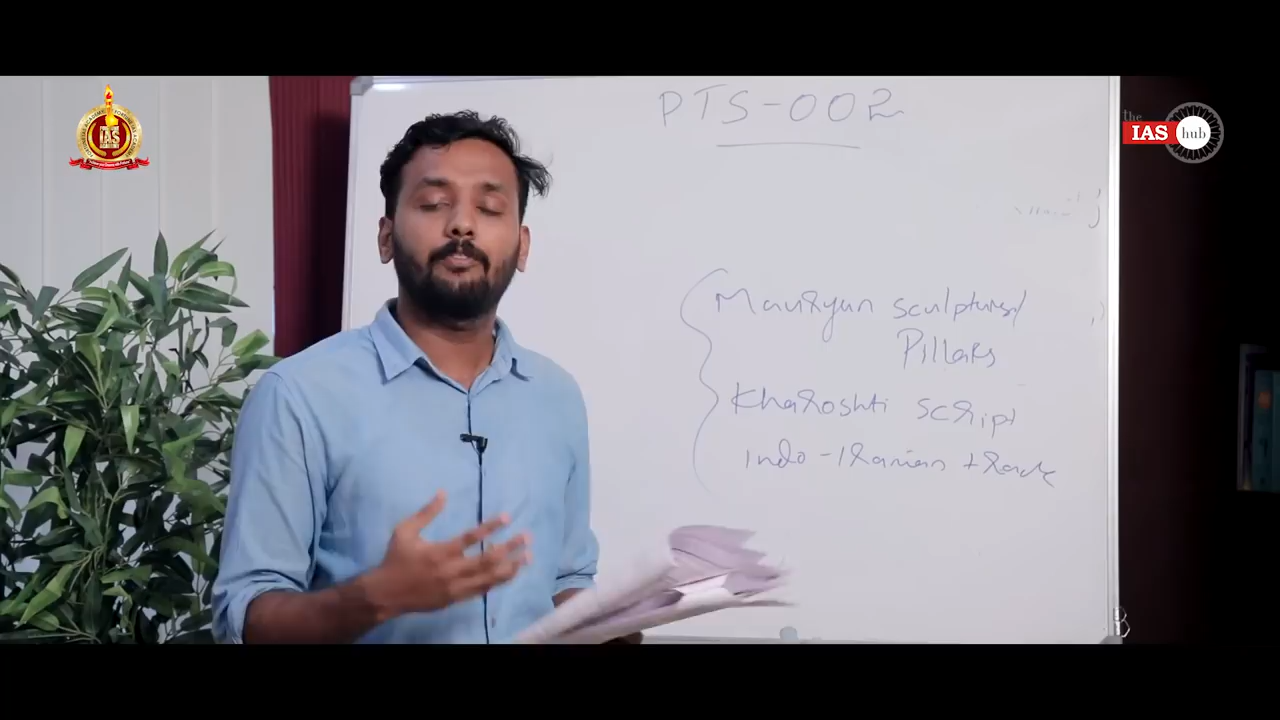 PTS-002
Mauryan sculptures/
Pillars
Kharoshti script
Indo-Iranian trade
IAS
the
IAS hub